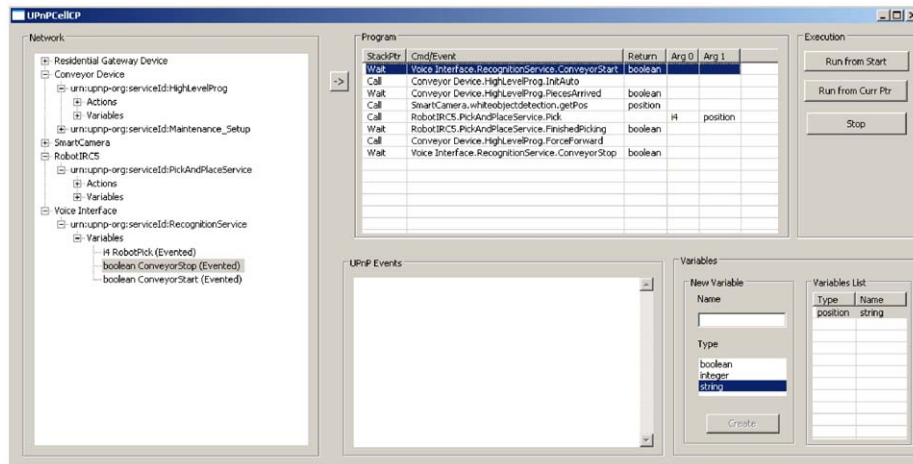 UPnPCellCP
Network
Residential Gateway Device
Conveyor Device
urn:upnp-org:serviceId:HighLevelProg
Actions
Variables
urn:upnp-org:serviceId:Maintenance_Setup
SmartCamera
RobotIRC5
urn:upnp-org:serviceId:PickAndPlaceService
Actions
Variables
Voice Interface
urn:upnp-org:serviceId:RecognitionService
Variables
i4 RobotPick (Evented)
boolean ConveyorStop (Evented)
boolean ConveyorStart (Evented)
->
Program
StackPtr Cmd/Event Return Arg 0 Arg 1
Wait Voice Interface.RecognitionService.ConveyorStart boolean
Call Conveyor Device.HighLevelProg.InitAuto
Wait Conveyor Device.HighLevelProg.PiecesArrived boolean
Call SmartCamera.whiteobjectdetection.getPos position
Call RobotIRC5.PickAndPlaceService.Pick i4 position
Wait RobotIRC5.PickAndPlaceService.FinishedPicking boolean
Call Conveyor Device.HighLevelProg.ForceForward
Wait Voice Interface.RecognitionService.ConveyorStop boolean
Execution
Run from Start
Run from Curr Ptr
Stop
UPnP Events
Variables
New Variable
Name
Type
boolean
integer
string
Create
Variables List
Type Name
position string